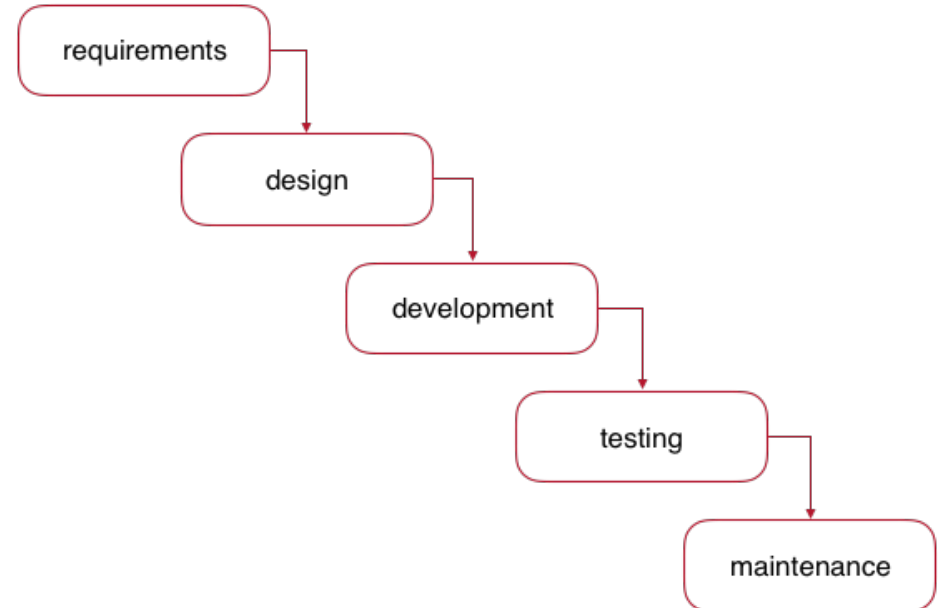 requirements
design
development
testing
maintenance